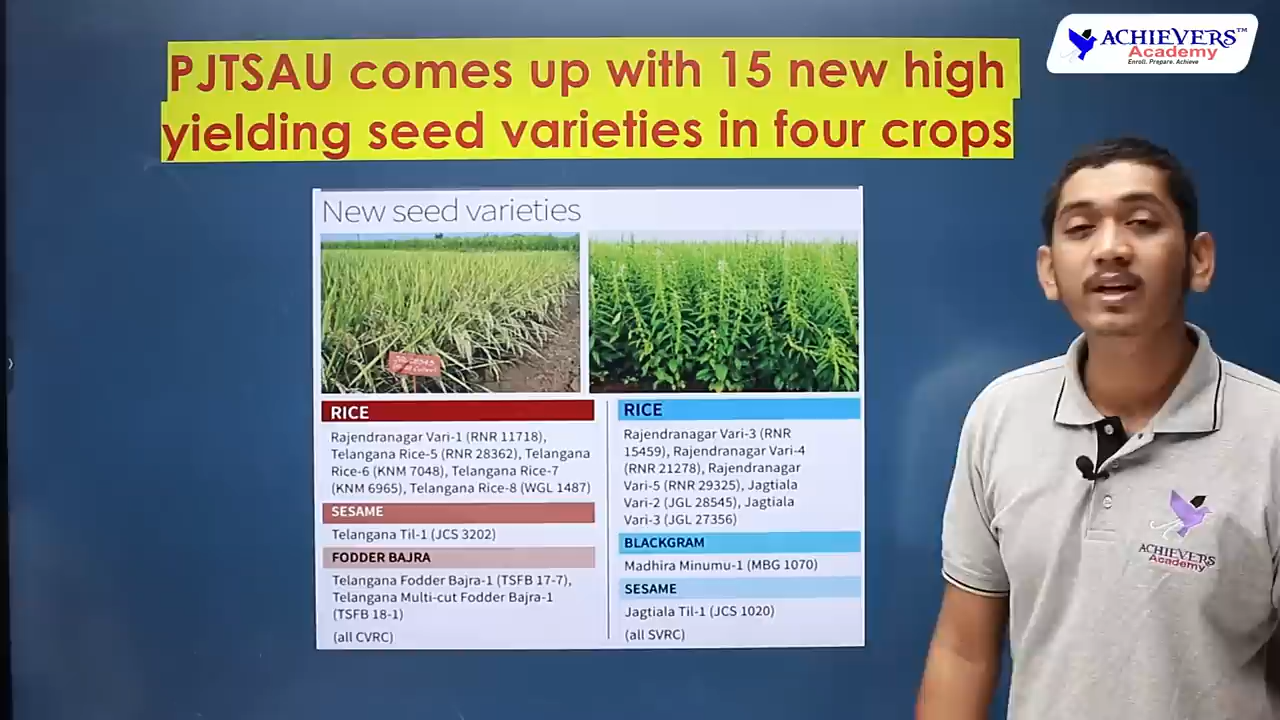 ACHIEVERS™
Academy
Enroll. Prepare. Achieve
PJTSAU comes up with 15 new high
yielding seed varieties in four crops
New seed varieties
RICE
Rajendranagar Vari-1 (RNR 11718),
Telangana Rice-5 (RNR 28362), Telangana
Rice-6 (KNM 7048), Telangana Rice-7
(KNM 6965), Telangana Rice-8 (WGL 1487)
SESAME
Telangana Til-1 (JCS 3202)
FODDER BAJRA
Telangana Fodder Bajra-1 (TSFB 17-7),
Telangana Multi-cut Fodder Bajra-1
(TSFB 18-1)
(all CVRC)
RICE
Rajendranagar Vari-3 (RNR
15459), Rajendranagar Vari-4
(RNR 21278), Rajendranagar
Vari-5 (RNR 29325), Jagtiala
Vari-2 (JGL 28545), Jagtiala
Vari-3 (JGL 27356)
BLACKGRAM
Madhira Minumu-1 (MBG 1070)
SESAME
Jagtiala Til-1 (JCS 1020)
(all SVRC)
ACHIEVERS
Academy